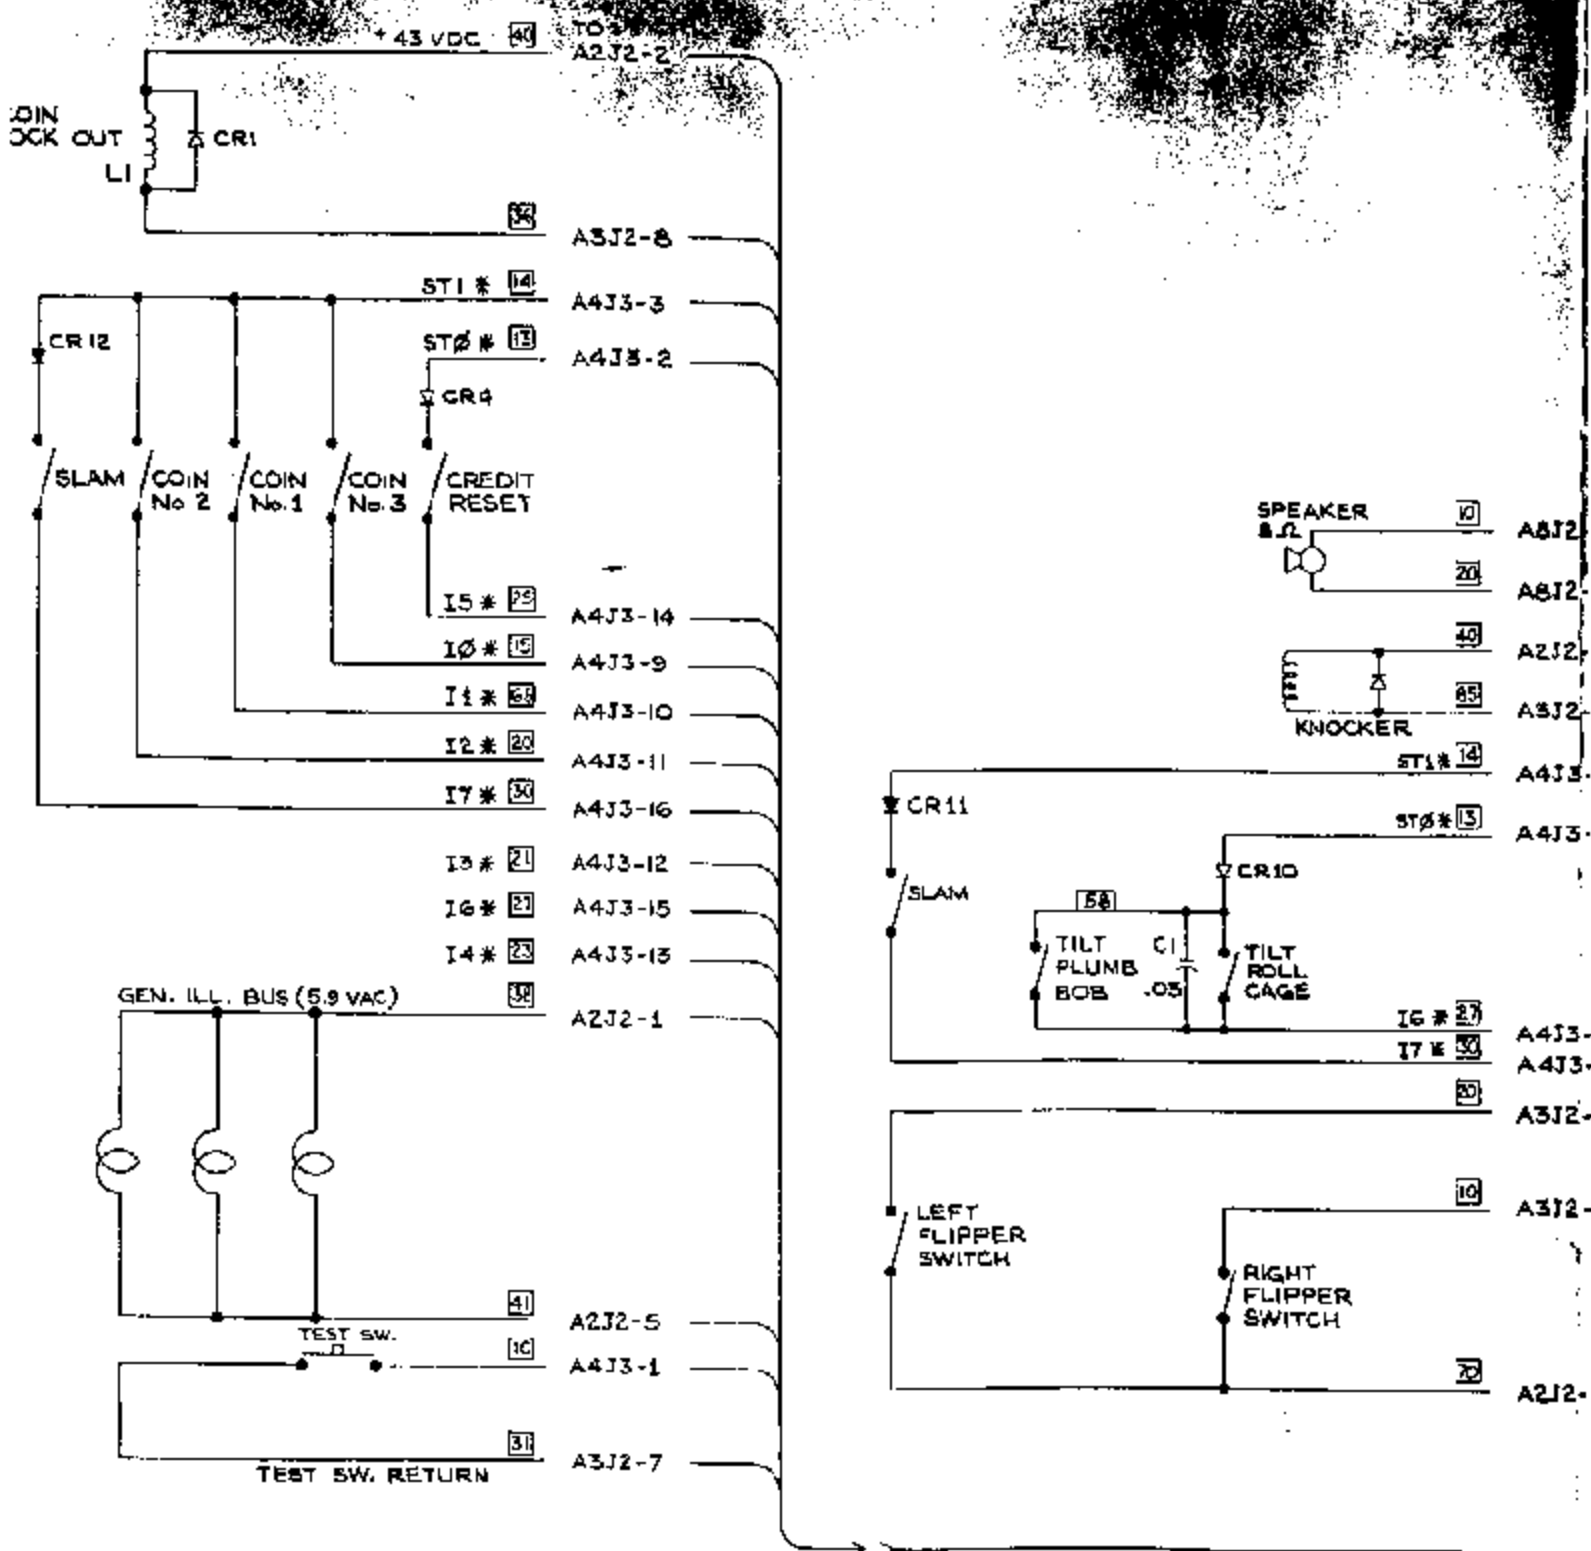 +43 VDC 40 TO
A2J2-2
OIN
OCK OUT
L1
CR1
36
A3J2-8
ST1 * 14 A4J3-3
CR12
STØ * 13 A4J3-2
CR4
SLAM
COIN
No 2
COIN
No. 1
COIN
No. 3
CREDIT
RESET
I5 * 25 A4J3-14
IØ * 15 A4J3-9
I1 * A4J3-10
I2 * 20 A4J3-11
I7 * 30 A4J3-16
I3 * 21 A4J3-12
I6 * 27 A4J3-15
I4 * 23 A4J3-13
GEN. ILL. BUS (5.9 VAC) 38 A2J2-1
41 A2J2-5
TEST SW.
A4J3-1
31 A3J2-7
TEST SW. RETURN
SPEAKER
8 Ω
10 A8J2
20 A8J2-
40 A2J2-
85 A3J2-
KNOCKER
ST1* 14 A4J3-
CR11
STØ* 13 A4J3-
CR10
SLAM
58
TILT
PLUMB
BOB
C1
.05
TILT
ROLL
CAGE
I6 * 27 A4J3-
I7 * 30 A4J3-
20 A3J2-
LEFT
FLIPPER
SWITCH
10 A3J2-
RIGHT
FLIPPER
SWITCH
70 A2J2-